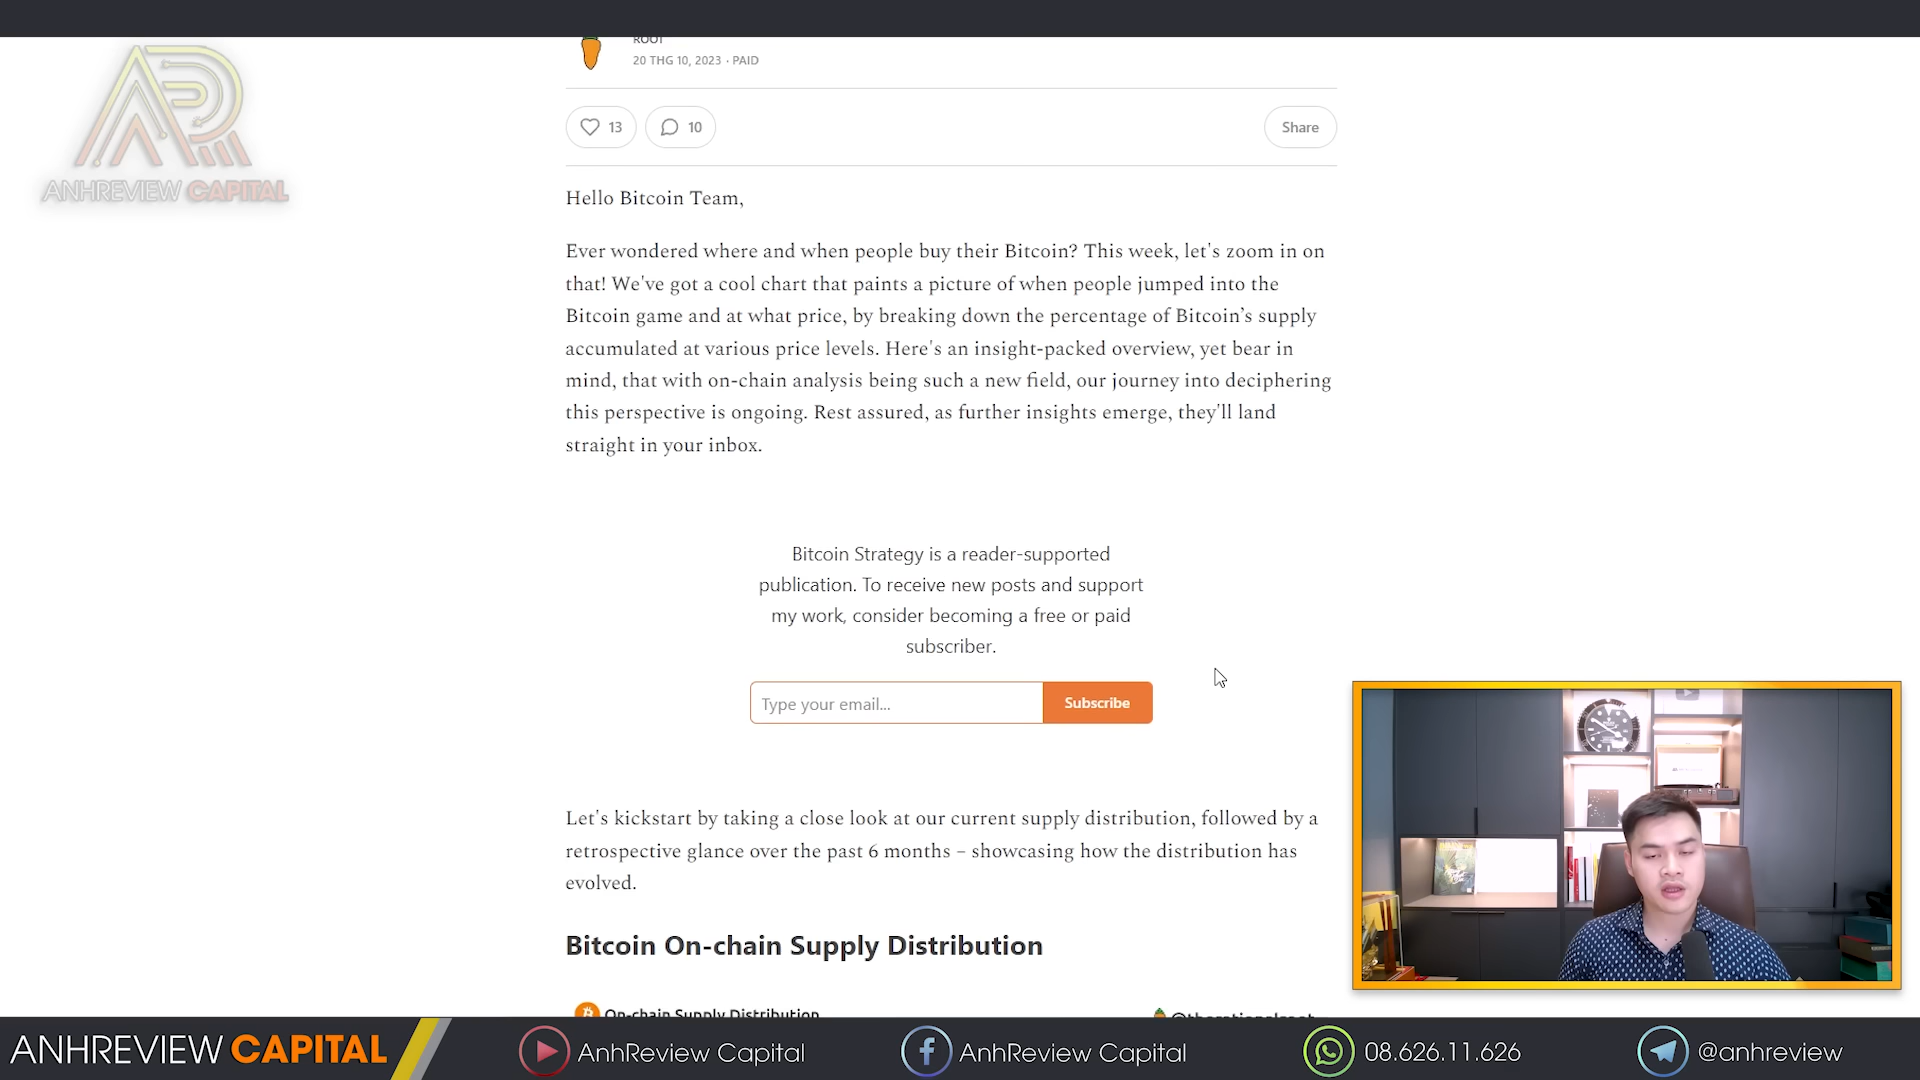 ROOT
20 THG 10, 2023 · PAID
13
10
Share
ANHREVIEW CAPITAL
Hello Bitcoin Team,
Ever wondered where and when people buy their Bitcoin? This week, let's zoom in on
that! We've got a cool chart that paints a picture of when people jumped into the
Bitcoin game and at what price, by breaking down the percentage of Bitcoin's supply
accumulated at various price levels. Here's an insight-packed overview, yet bear in
mind, that with on-chain analysis being such a new field, our journey into deciphering
this perspective is ongoing. Rest assured, as further insights emerge, they'll land
straight in your inbox.
Bitcoin Strategy is a reader-supported
publication. To receive new posts and support
my work, consider becoming a free or paid
subscriber.
Type your email...
Subscribe
Let's kickstart by taking a close look at our current supply distribution, followed by a
retrospective glance over the past 6 months – showcasing how the distribution has
evolved.
Bitcoin On-chain Supply Distribution
On-chain Supply Distribution
@therationalroot
ANHREVIEW CAPITAL
AnhReview Capital
AnhReview Capital
08.626.11.626
@anhreview